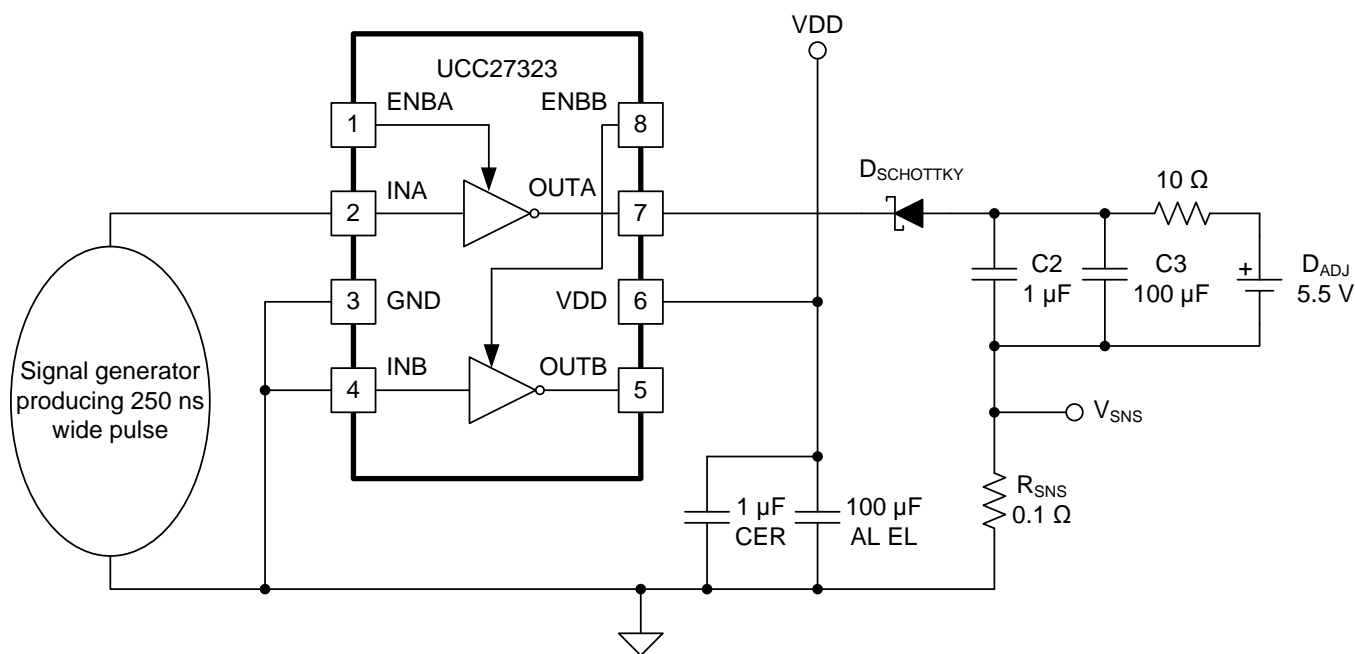 VDD
UCC27323
ENBA
ENBB
1
8
INA
OUTA
2
7
DSCHOTTKY
10 Ω
C2
1 µF
C3
100 µF
+
DADJ
5.5 V
GND
VDD
3
6
INB
OUTB
4
5
Signal generator
producing 250 ns
wide pulse
VSNS
RSNS
0.1 Ω
1 µF
CER
100 µF
AL EL